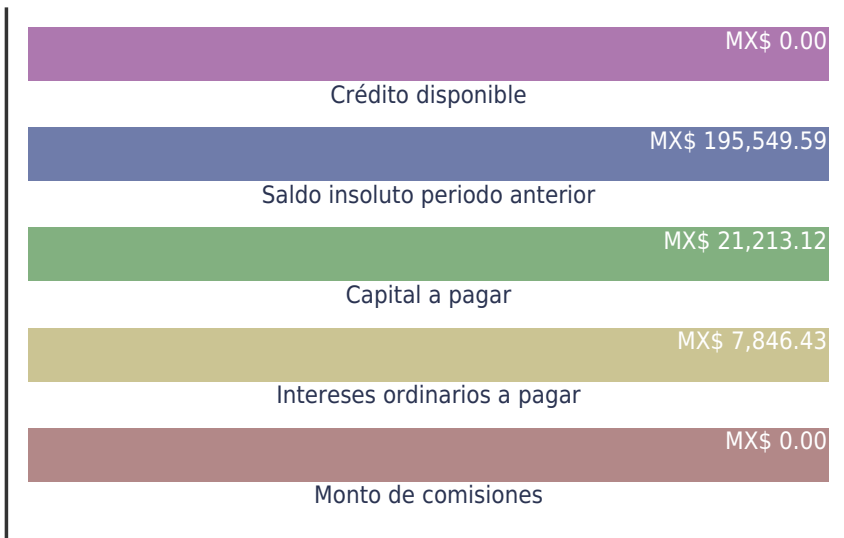 MX$ 0.00
Crédito disponible
MX$ 195,549.59
Saldo insoluto periodo anterior
MX$ 21,213.12
Capital a pagar
MX$ 7,846.43
Intereses ordinarios a pagar
MX$ 0.00
Monto de comisiones